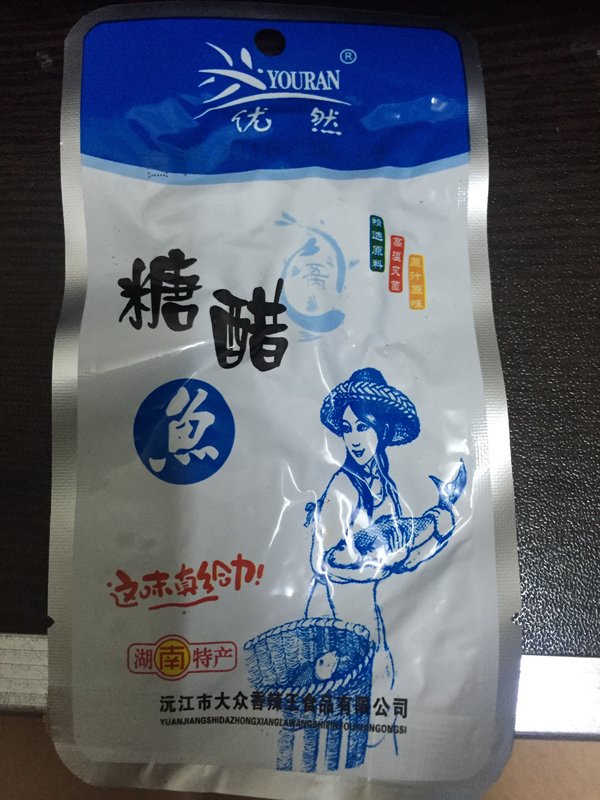 YOURAN®
优然
精选原料
高温灭菌
原汁原味
糖醋
魚
这味真给力!
湖南特产
沅江市大众香辣王食品有限公司